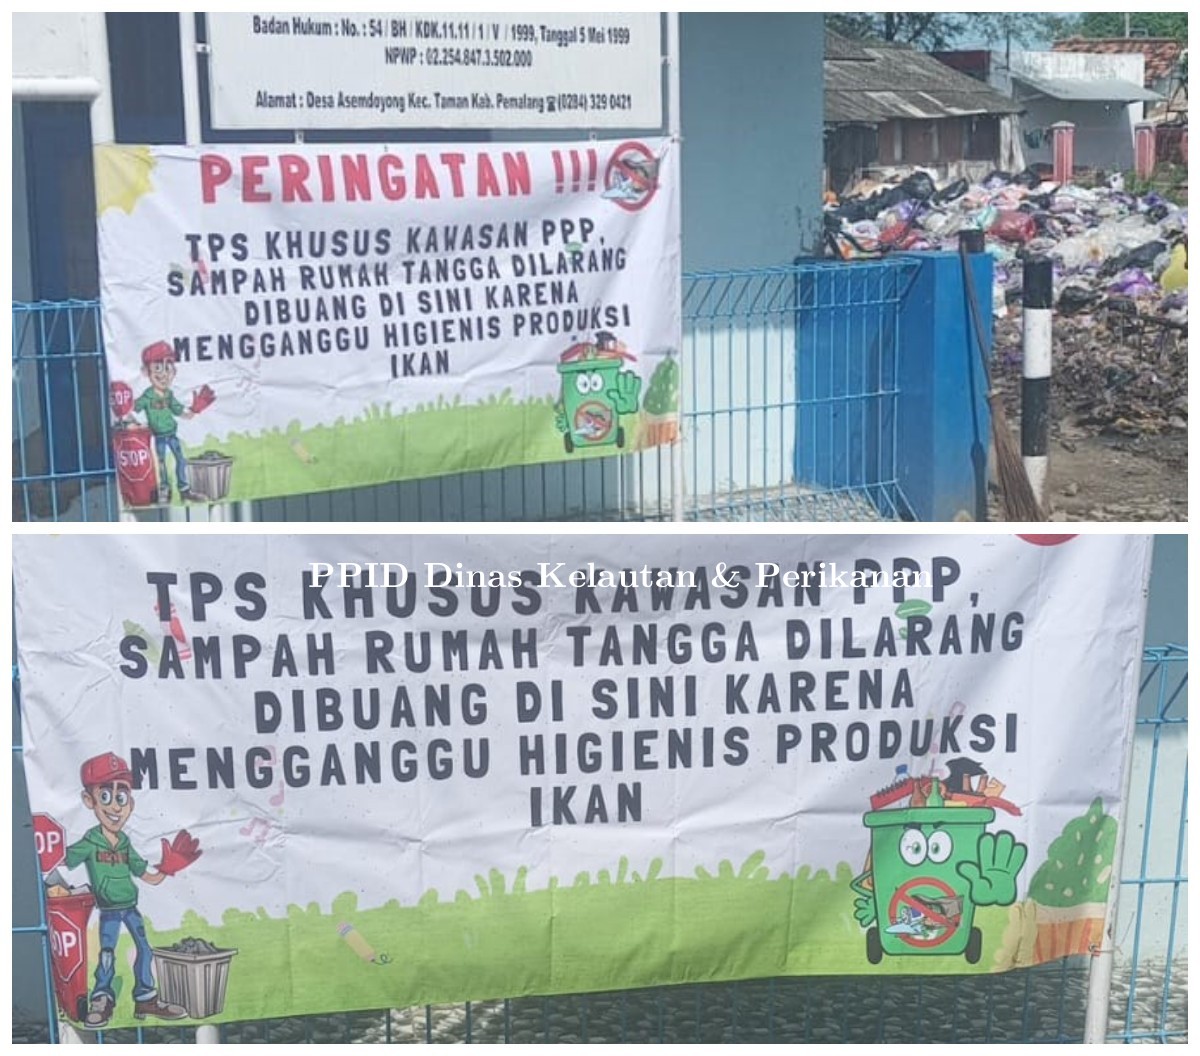 Badan Hukum : No. : 54 / BH / KDK.11.11 / 1 / V / 1999, Tanggal 5 Mei 1999
NPWP : 02.254.847.3.502.000
Alamat : Desa Asemdoyong Kec. Taman Kab. Pemalang ☎ (0284) 329 0421
PERINGATAN !!!
TPS KHUSUS KAWASAN PPP,
SAMPAH RUMAH TANGGA DILARANG
DIBUANG DI SINI KARENA
MENGGANGGU HIGIENIS PRODUKSI
IKAN
OP
STOP
PPID Dinas Kelautan & Perikanan
TPS KHUSUS KAWASAN PPP,
SAMPAH RUMAH TANGGA DILARANG
DIBUANG DI SINI KARENA
MENGGANGGU HIGIENIS PRODUKSI
IKAN
OP
OP